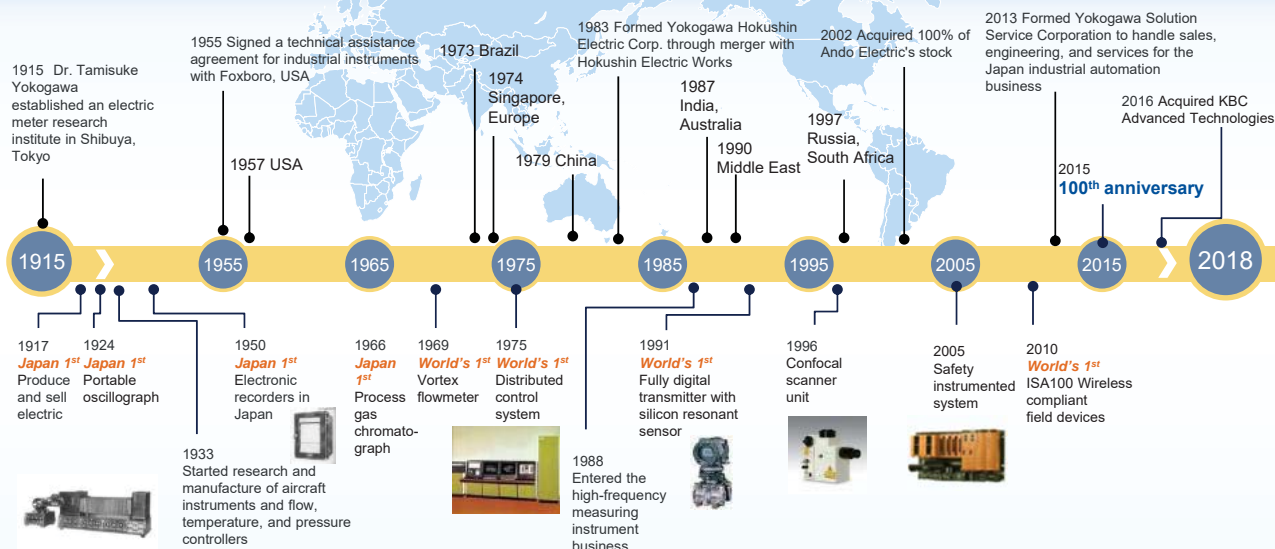 1915 Dr. Tamisuke
Yokogawa
established an electric
meter research
institute in Shibuya,
Tokyo
1955 Signed a technical assistance
agreement for industrial instruments
with Foxboro, USA
1957 USA
1973 Brazil
1974
Singapore,
Europe
1979 China
1983 Formed Yokogawa Hokushin
Electric Corp. through merger with
Hokushin Electric Works
1987
India,
Australia
1990
Middle East
1997
Russia,
South Africa
2002 Acquired 100% of
Ando Electric's stock
2013 Formed Yokogawa Solution
Service Corporation to handle sales,
engineering, and services for the
Japan industrial automation
business
2015
100th anniversary
2016 Acquired KBC
Advanced Technologies
1915
1955
1965
1975
1985
1995
2005
2015
2018
1917
Japan 1st
Produce
and sell
electric
1924
Japan 1st
Portable
oscillograph
1933
Started research and
manufacture of aircraft
instruments and flow,
temperature, and pressure
controllers
1950
Japan 1st
Electronic
recorders in
Japan
1966
Japan
1st
Process
gas
chromato-
graph
1969
World's 1st
Vortex
flowmeter
1975
World's 1st
Distributed
control
system
1988
Entered the
high-frequency
measuring
instrument
business
1991
World's 1st
Fully digital
transmitter with
silicon resonant
sensor
1996
Confocal
scanner
unit
2005
Safety
instrumented
system
2010
World's 1st
ISA100 Wireless
compliant
field devices